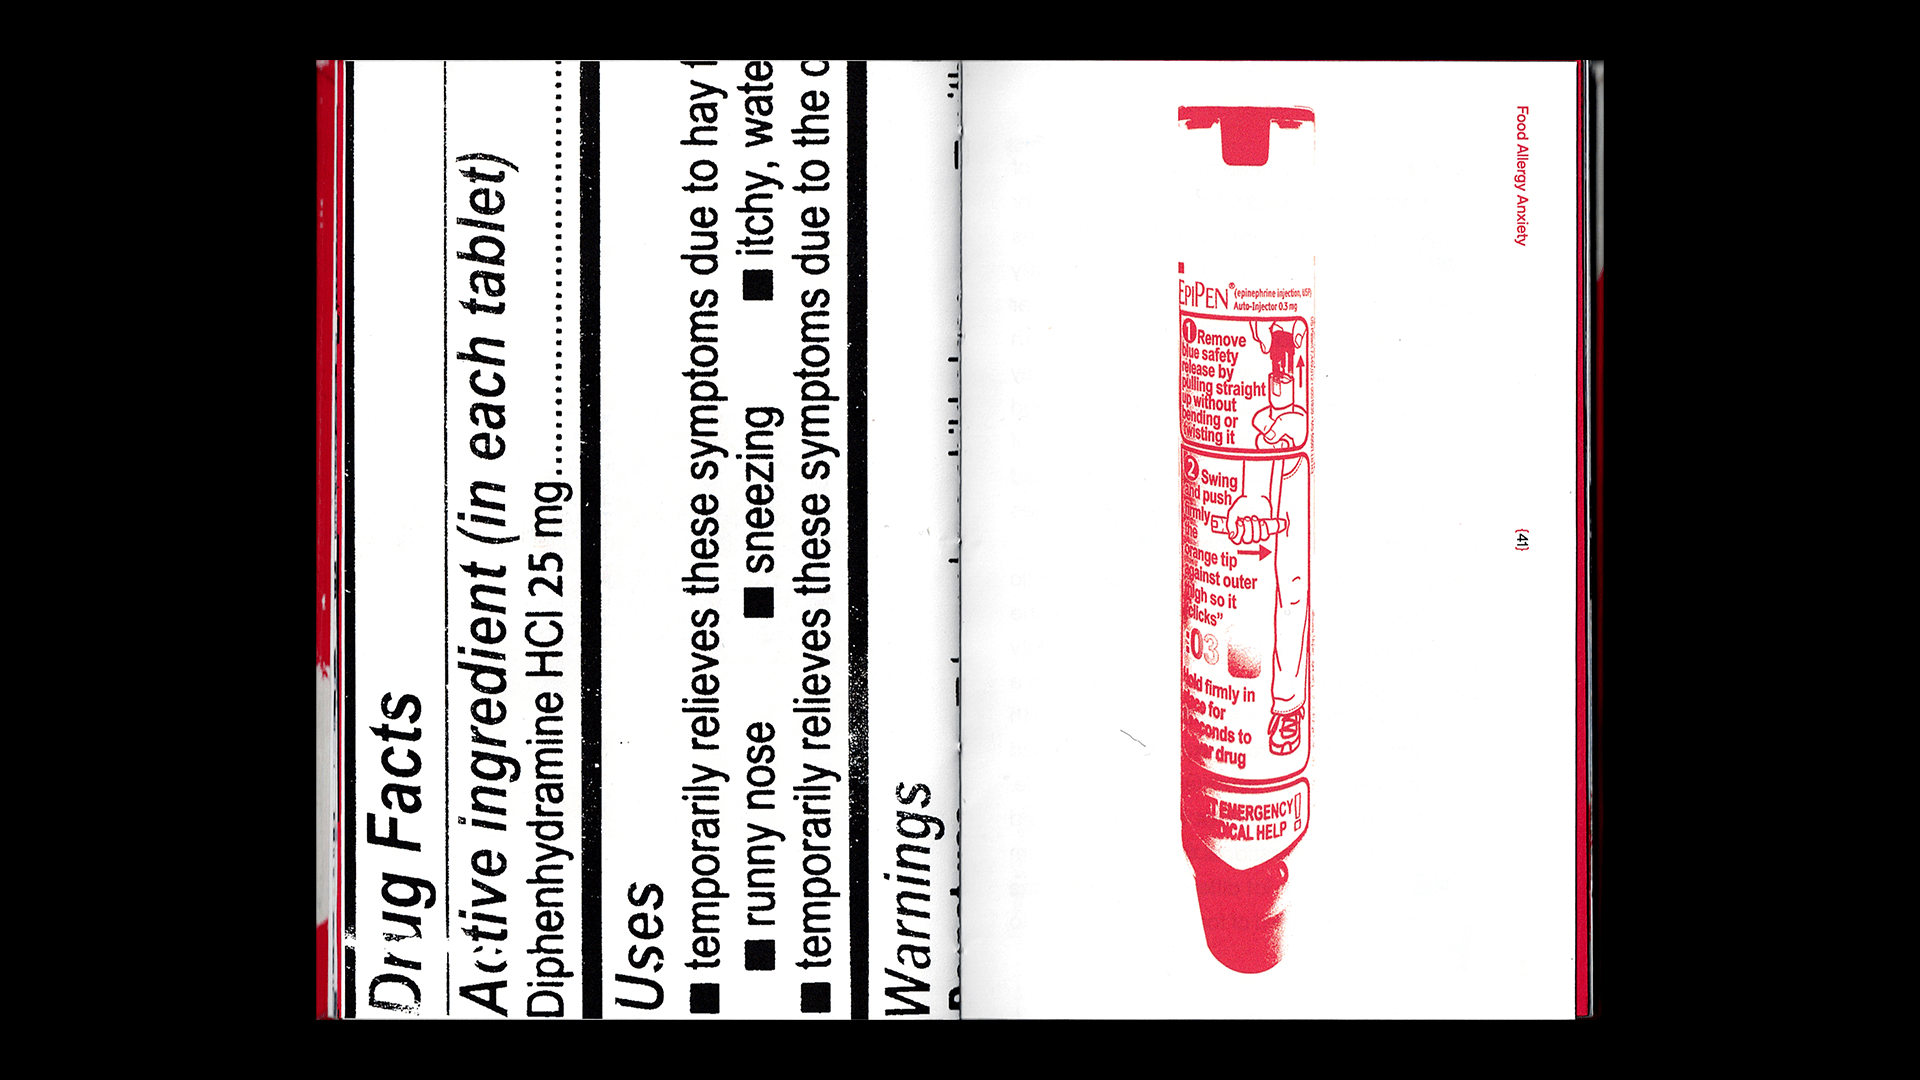 Drug Facts
Active ingredient (in each tablet)
Diphenhydramine HCl 25 mg..............................
Uses
■ temporarily relieves these symptoms due to hay
■ runny nose ■ sneezing ■ itchy, wate
■ temporarily relieves these symptoms due to the
Warnings
Food Allergy Anxiety
{41}
EPIPEN®
(epinephrine injection, USP)
Auto-Injector 0.3 mg
1 Remove
blue safety
release by
pulling straight
up without
bending or
twisting it
2 Swing
and push
firmly
the
orange tip
against outer
thigh so it
"clicks"
:03
Hold firmly in
place for
seconds to
drug
EMERGENCY
MEDICAL HELP !